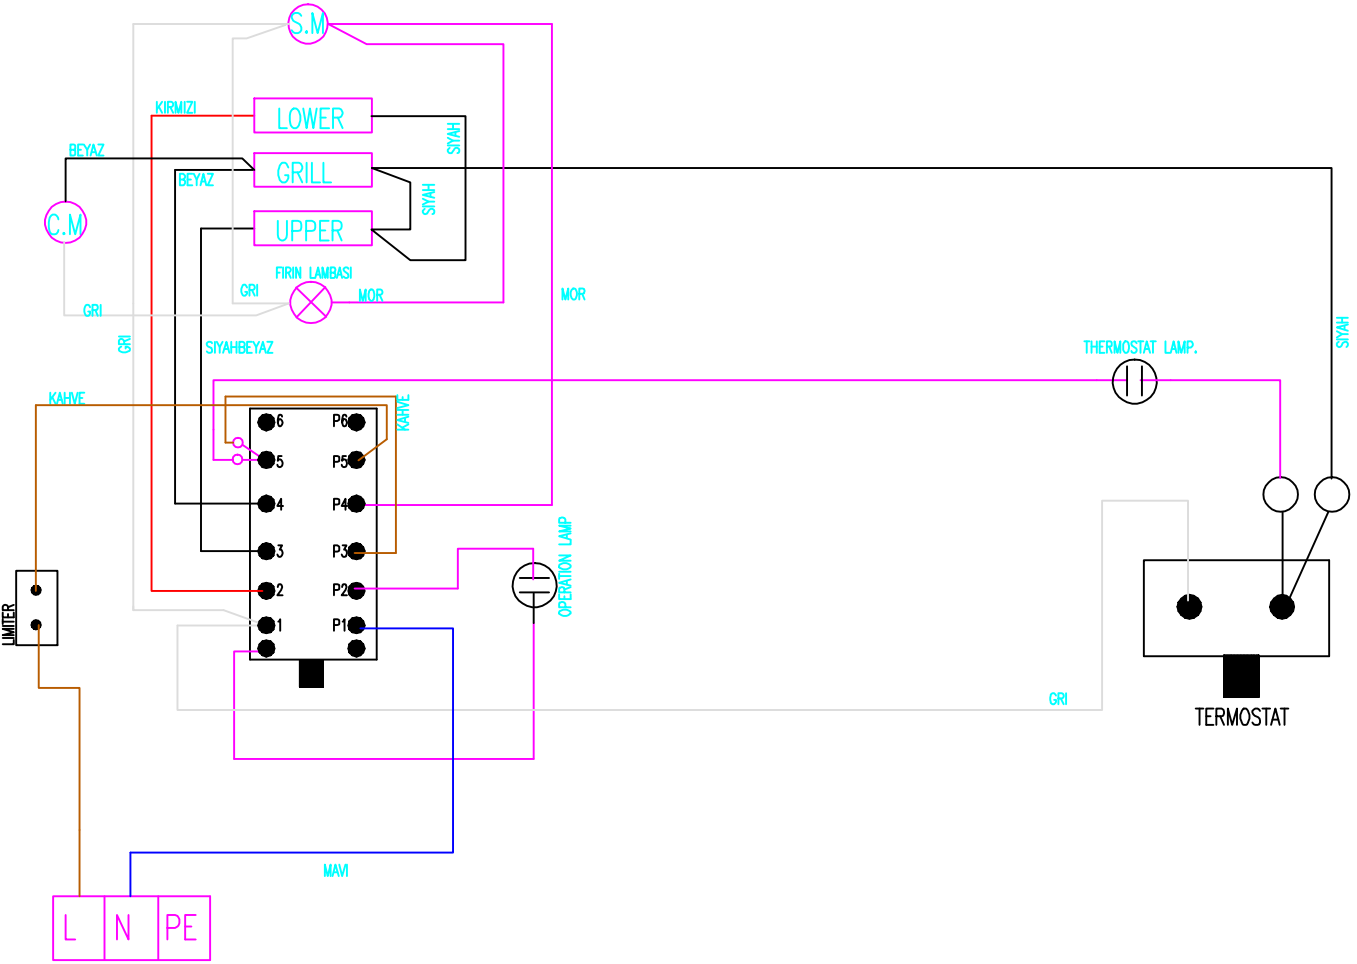 S.M
KIRMIZI
LOWER
SIYAH
BEYAZ
GRILL
BEYAZ
SIYAH
C.M
UPPER
FIRIN LAMBASI
GRI
MOR
MOR
GRI
GRI
SIYAHBEYAZ
SIYAH
THERMOSTAT LAMP.
KAHVE
KAHVE
6 P6
5 P5
4 P4
3 P3
2 P2
1 P1
OPERATION LAMP
LIMITER
GRI
TERMOSTAT
MAVI
L N PE